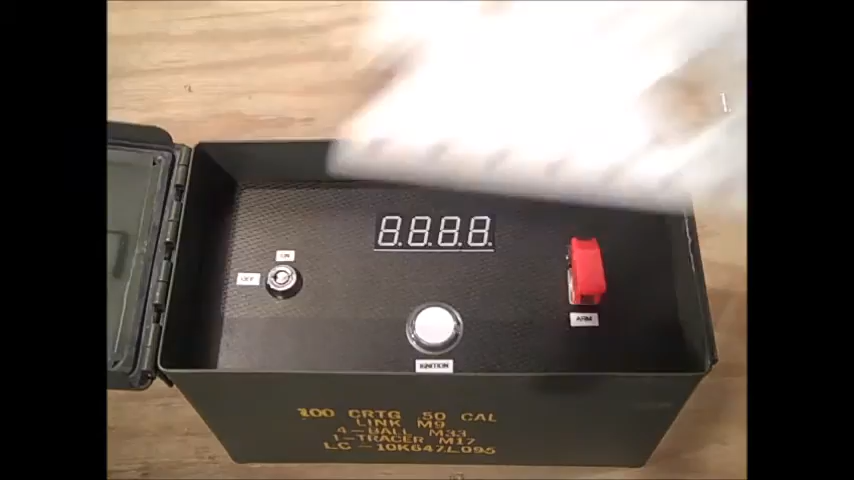 8.8.8.8.
ON
OFF
ARM
IGNITION
100 CRTG 50 CAL
LINK M9
4-BALL M33
1-TRACER M17
LC-10K647L095